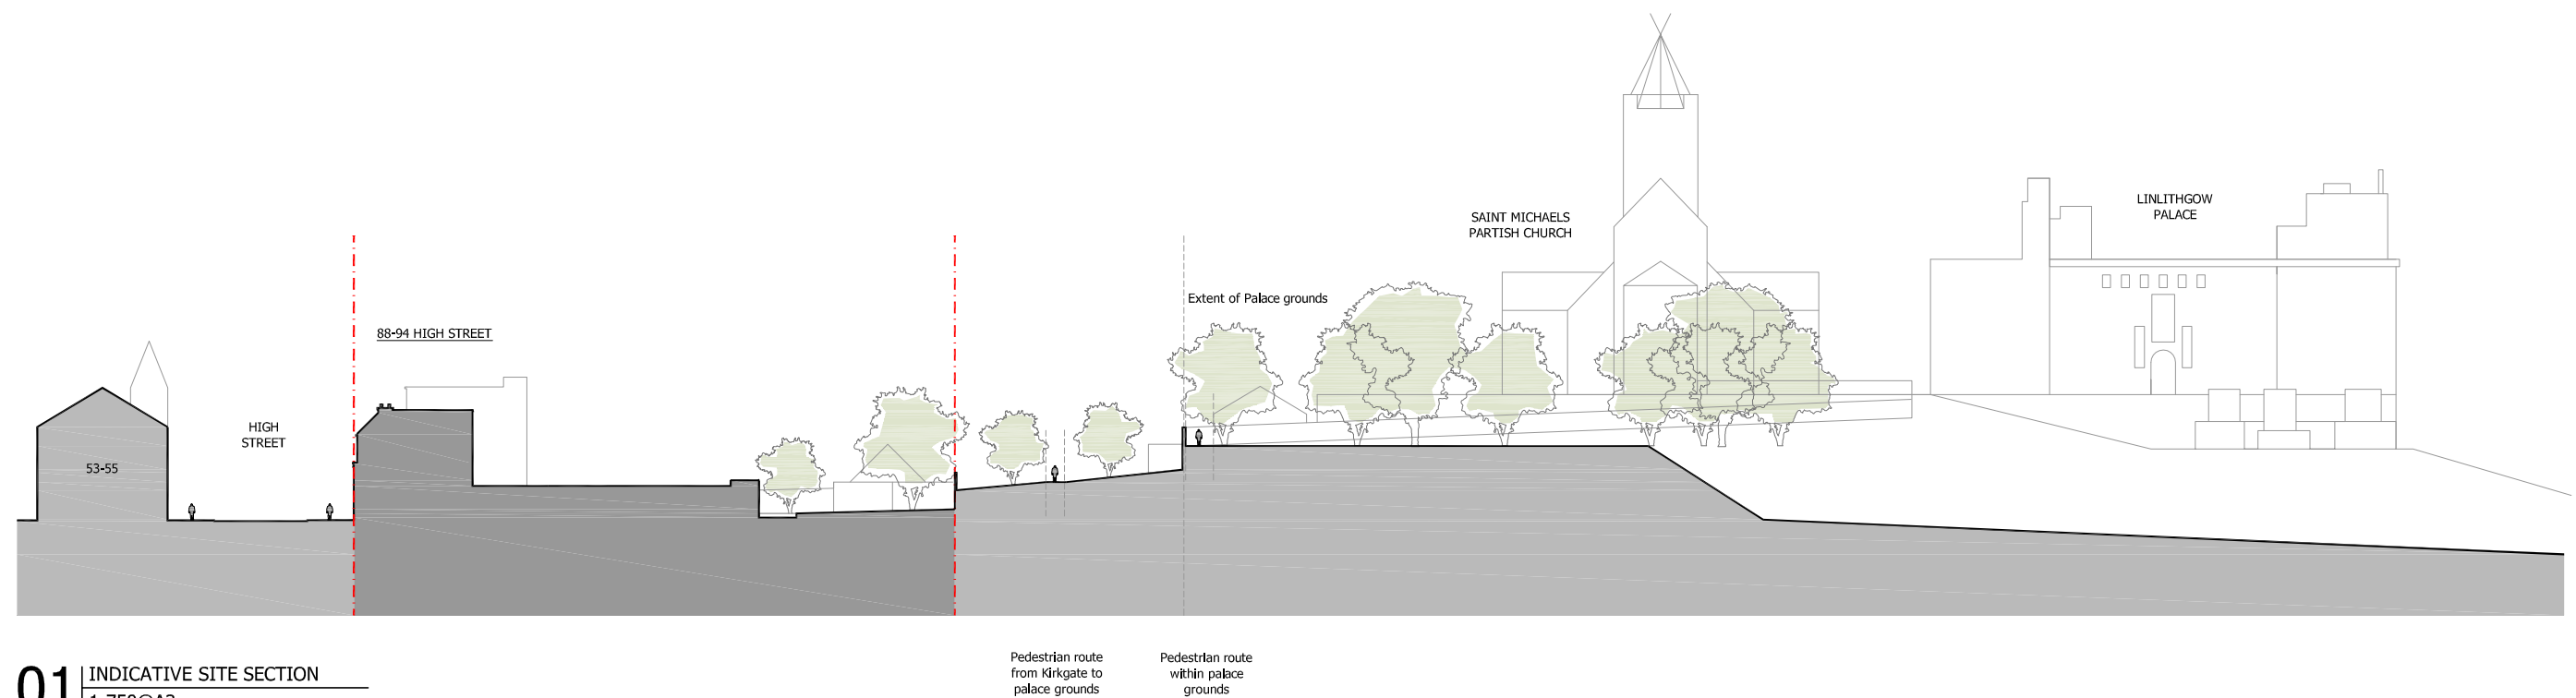 SAINT MICHAELS
PARTISH CHURCH
LINLITHGOW
PALACE
Extent of Palace grounds
88-94 HIGH STREET
HIGH
STREET
53-55
Pedestrian route
from Kirkgate to
palace grounds
Pedestrian route
within palace
grounds
01
INDICATIVE SITE SECTION